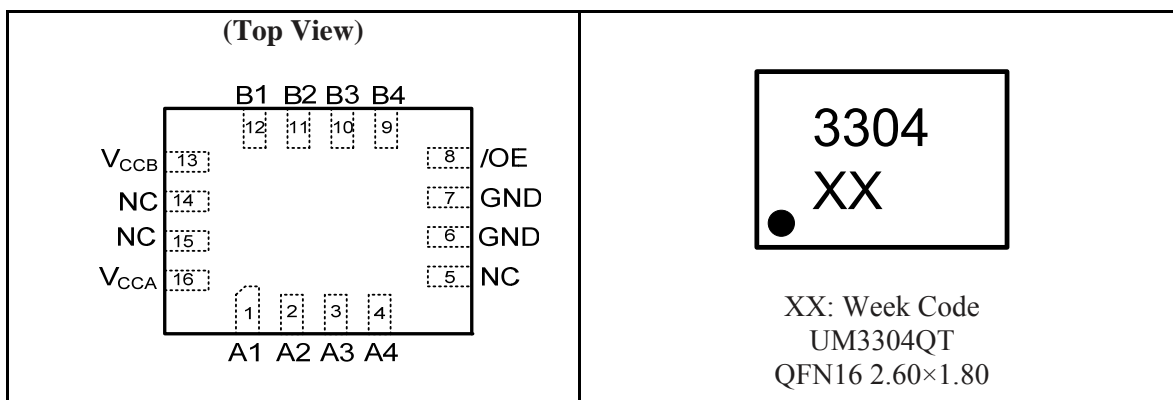 (Top View)
B1 B2 B3 B4
12 11 10 9
V_CCB 13 8 /OE
NC 14 7 GND
NC 15 6 GND
V_CCA 16 5 NC
1 2 3 4
A1 A2 A3 A4
3304
XX
XX: Week Code
UM3304QT
QFN16 2.60×1.80